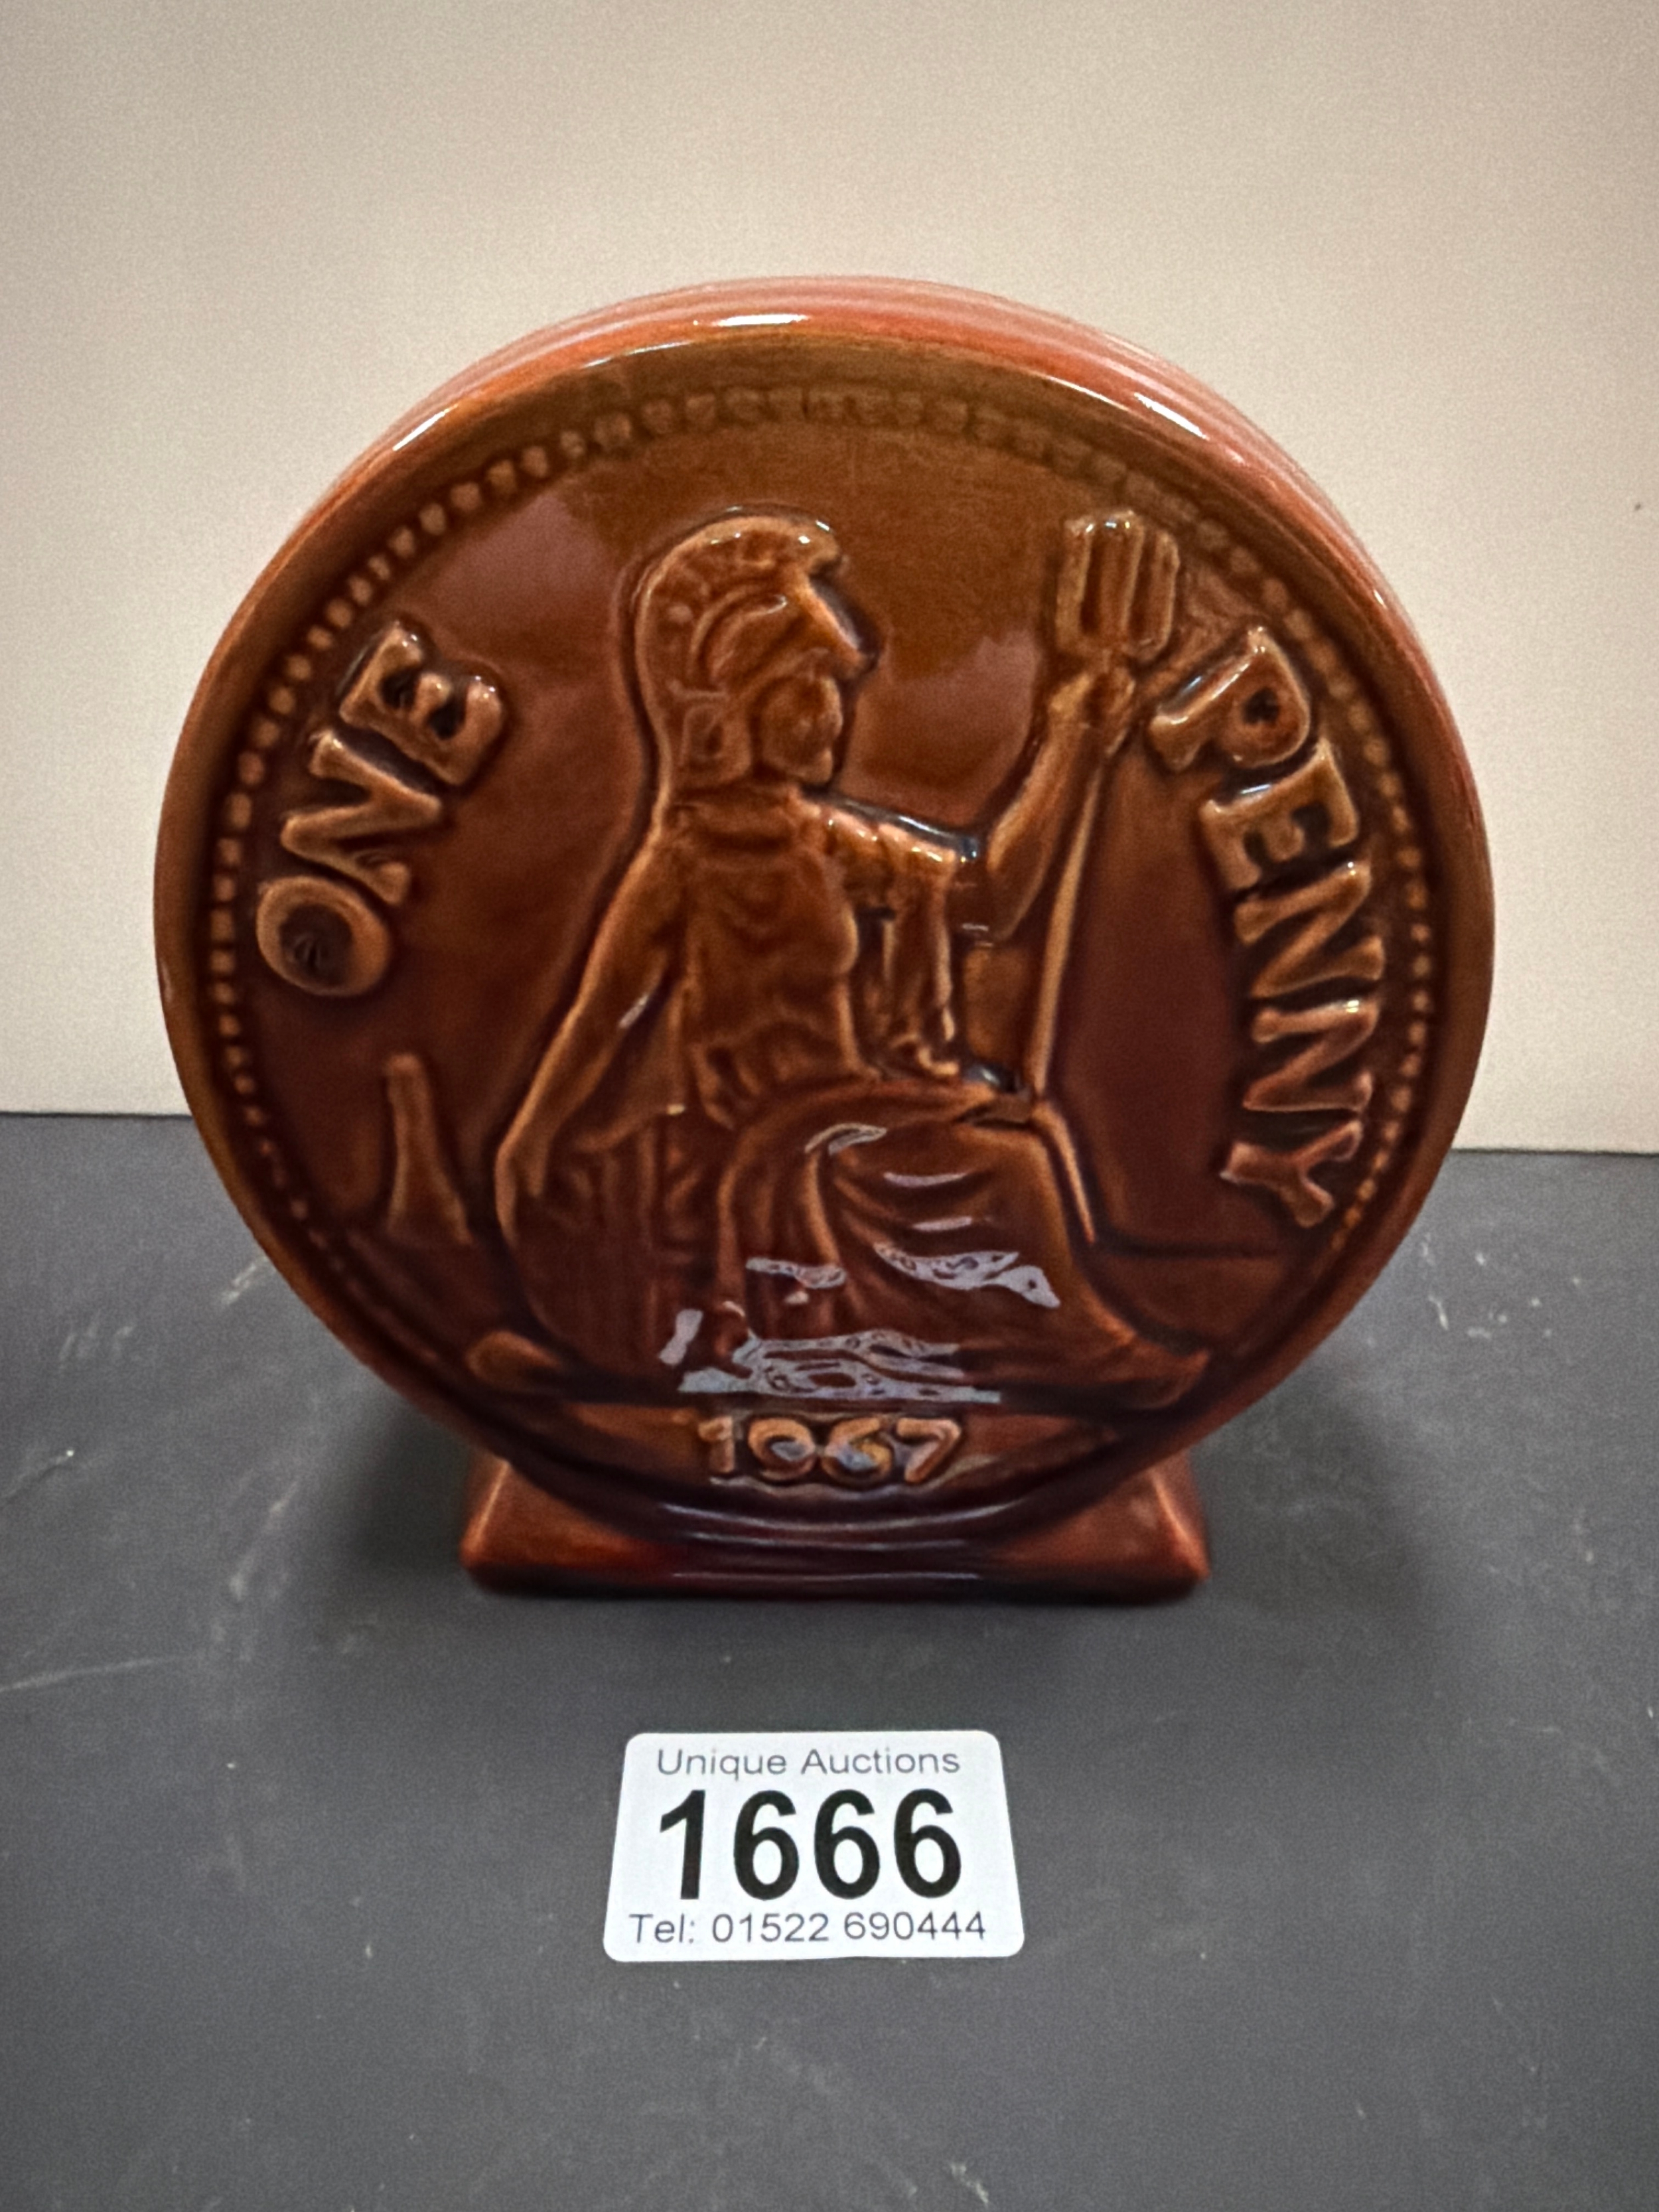 ONE PENNY
1967
Unique Auctions
1666
Tel: 01522 690444